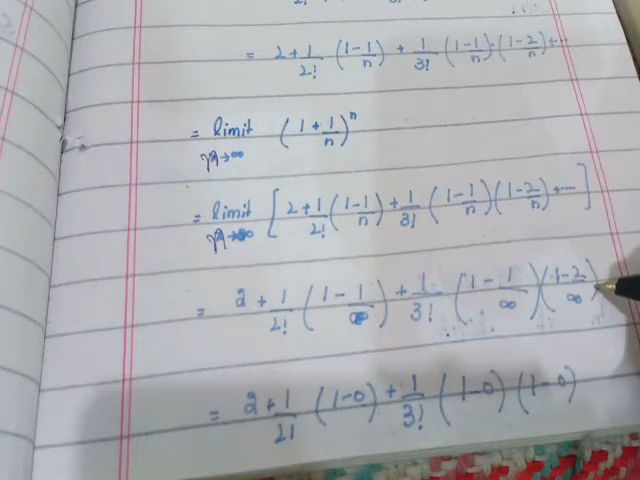 = 2 + 1/2! (1 - 1/n) + 1/3! (1 - 1/n) (1 - 2/n) + ...
= limit n→∞ (1 + 1/n)^n
= limit n→∞ [2 + 1/2! (1 - 1/n) + 1/3! (1 - 1/n) (1 - 2/n) + ....]
= 2 + 1/2! (1 - 1/∞) + 1/3! (1 - 1/∞) (1 - 2/∞)
= 2 + 1/2! (1-0) + 1/3! (1-0) (1-0)